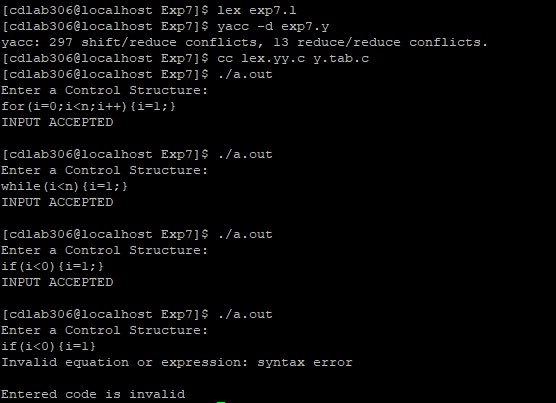 [cdlab306@localhost Exp7]$ lex exp7.l
[cdlab306@localhost Exp7]$ yacc -d exp7.y
yacc: 297 shift/reduce conflicts, 13 reduce/reduce conflicts.
[cdlab306@localhost Exp7]$ cc lex.yy.c y.tab.c
[cdlab306@localhost Exp7]$ ./a.out
Enter a Control Structure:
for(i=0;i<n;i++){i=1;}
INPUT ACCEPTED
[cdlab306@localhost Exp7]$ ./a.out
Enter a Control Structure:
while(i<n){i=1;}
INPUT ACCEPTED
[cdlab306@localhost Exp7]$ ./a.out
Enter a Control Structure:
if(i<0){i=1;}
INPUT ACCEPTED
[cdlab306@localhost Exp7]$ ./a.out
Enter a Control Structure:
if(i<0){i=1}
Invalid equation or expression: syntax error
Entered code is invalid